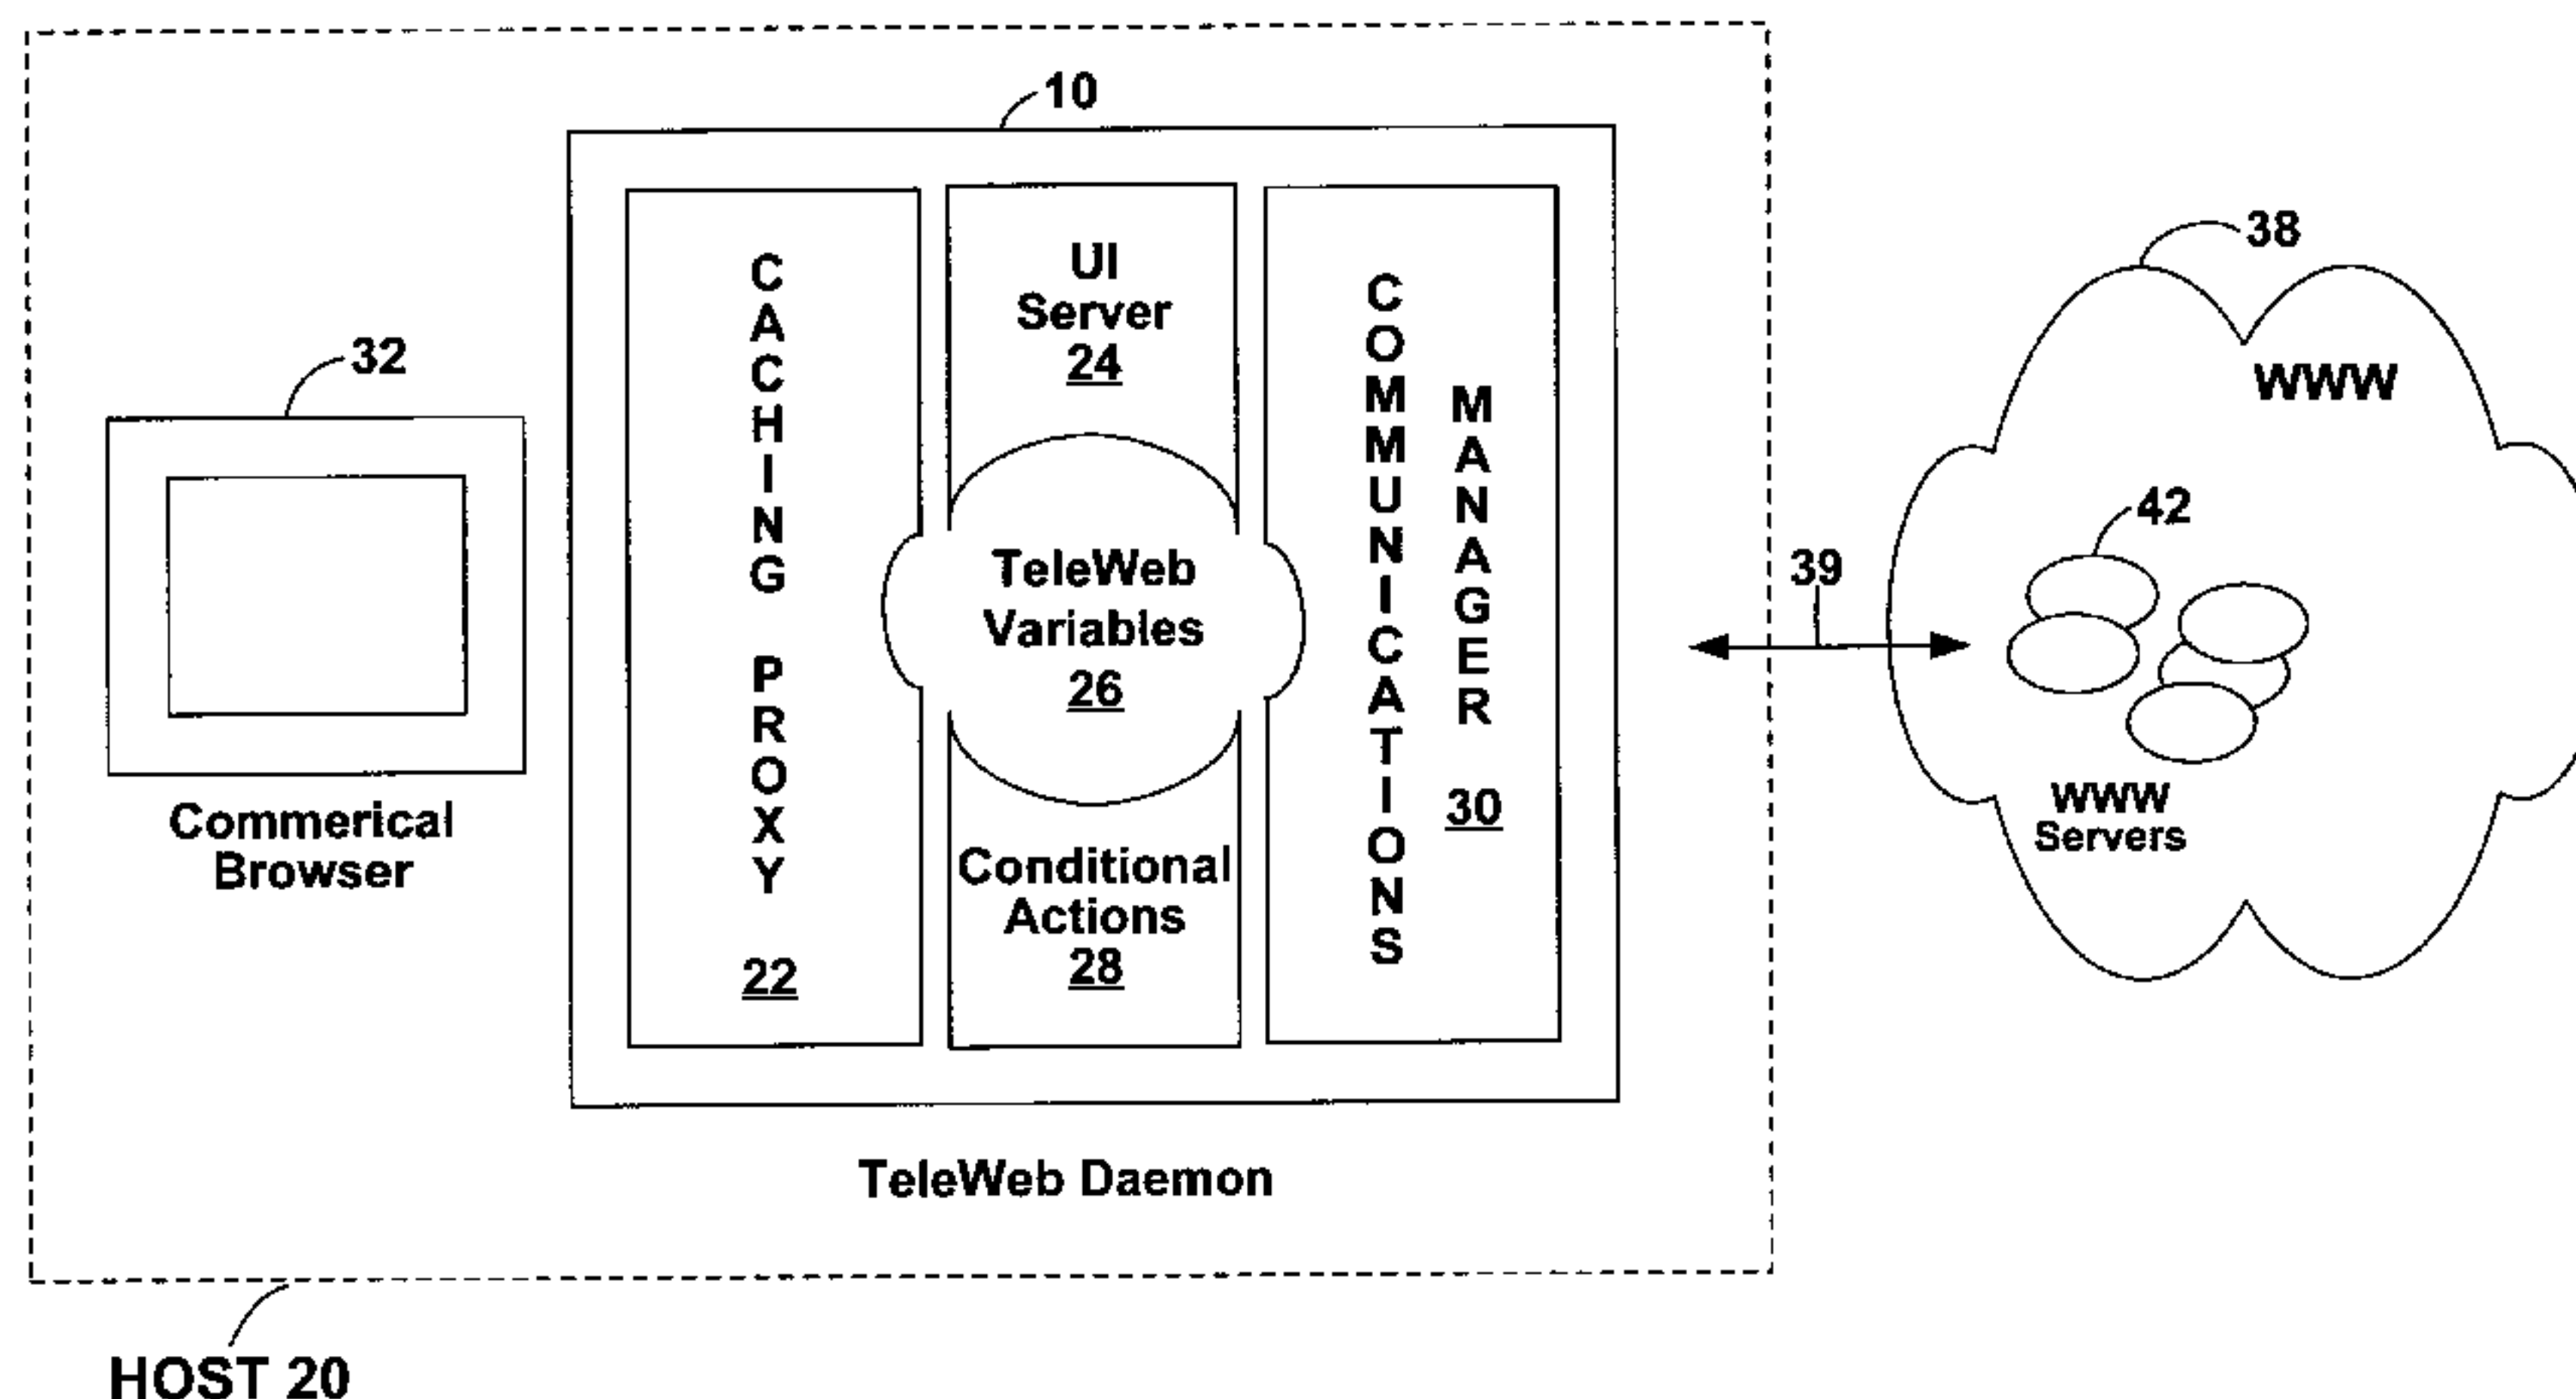 10
32
Commerical
Browser
CACHING PROXY
22
UI
Server
24
TeleWeb
Variables
26
Conditional
Actions
28
COMMUNICATIONS
MANAGER
30
TeleWeb Daemon
HOST 20
39
38
WWW
42
WWW
Servers